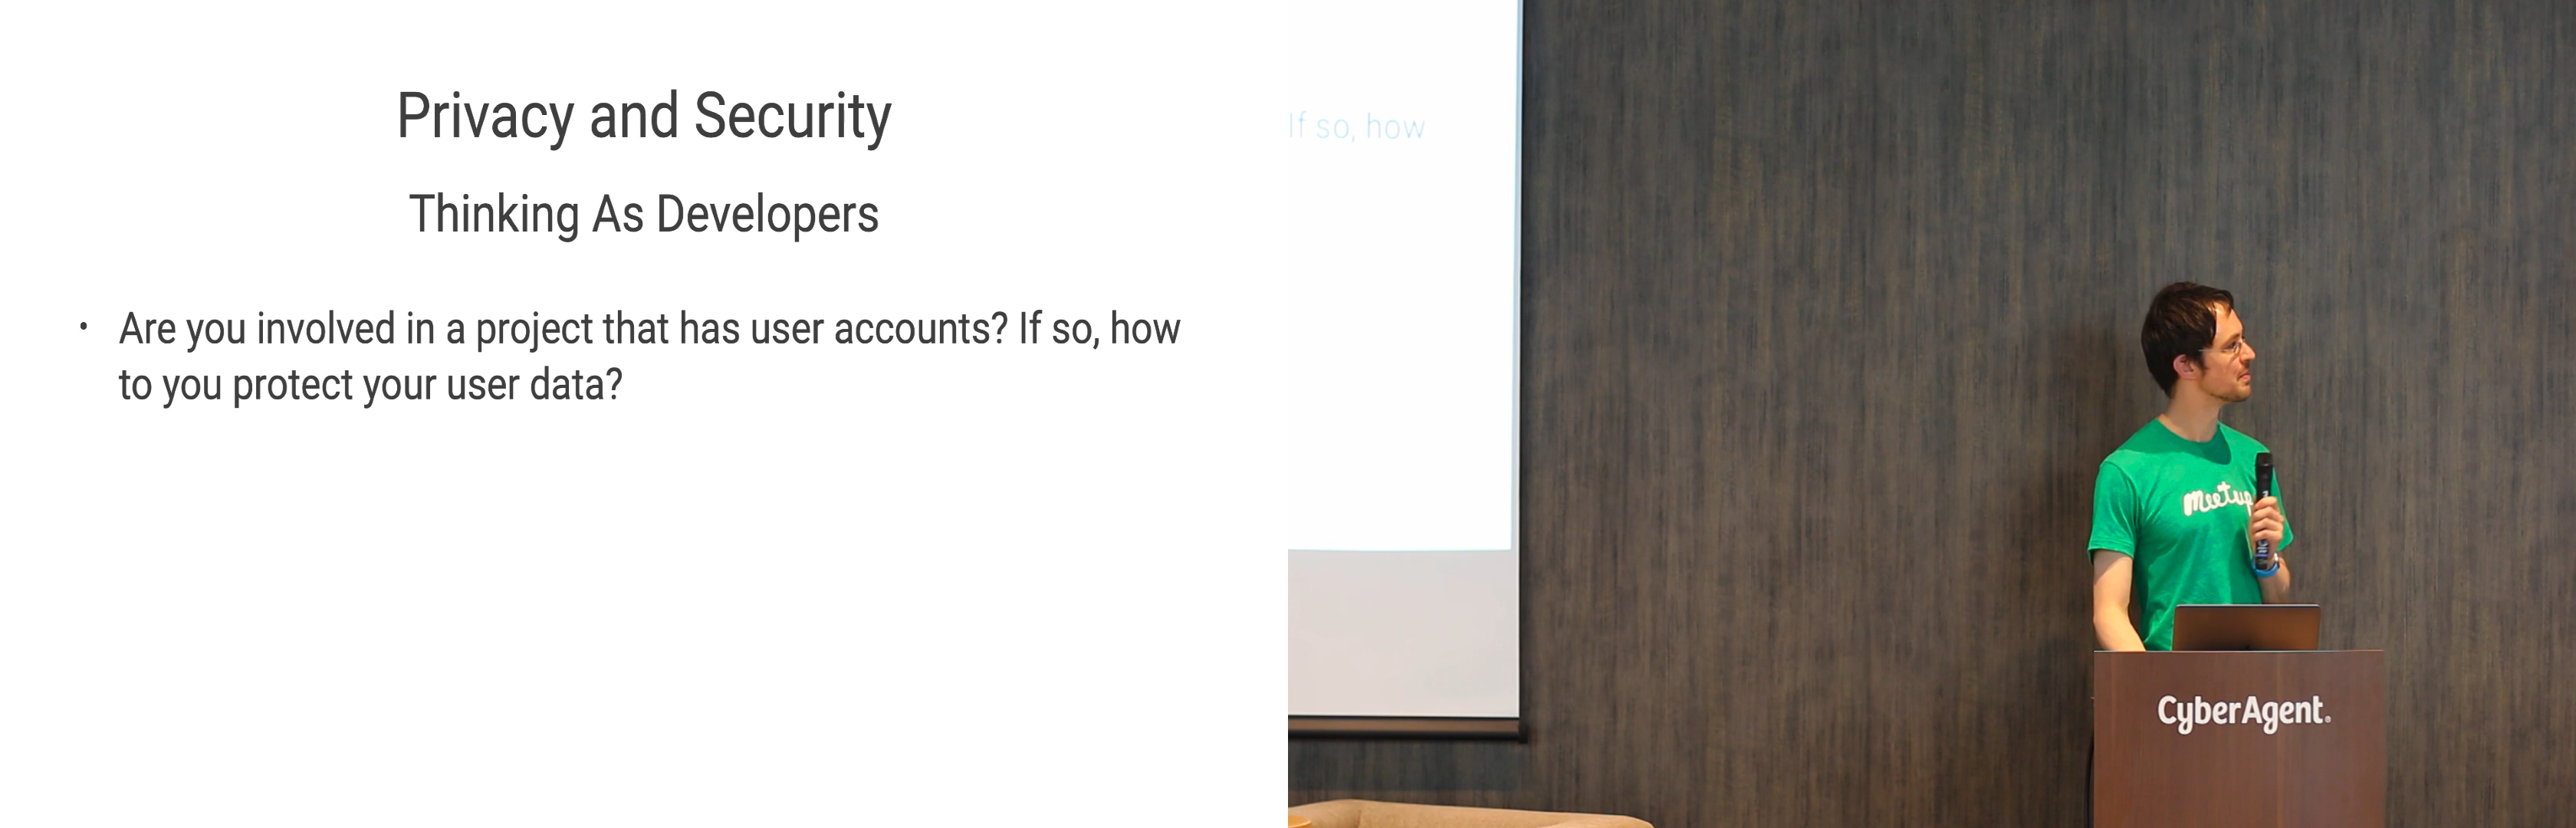 Privacy and Security
Thinking As Developers
• Are you involved in a project that has user accounts? If so, how
to you protect your user data?
If so, how
Meetup
CyberAgent.